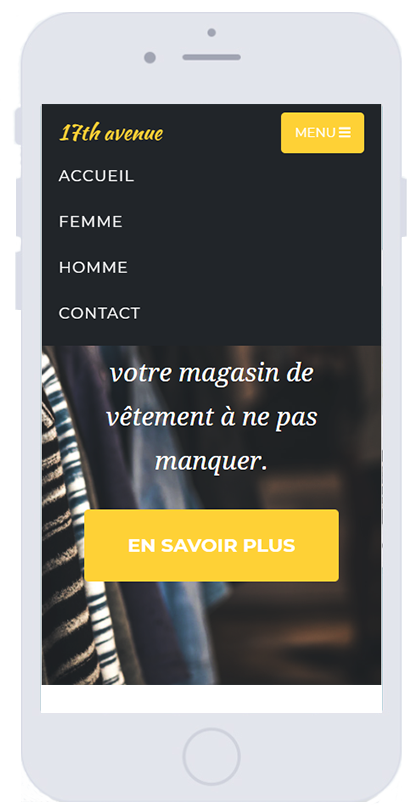 17th avenue
MENU
ACCUEIL
FEMME
HOMME
CONTACT
votre magasin de
vêtement à ne pas
manquer.
EN SAVOIR PLUS